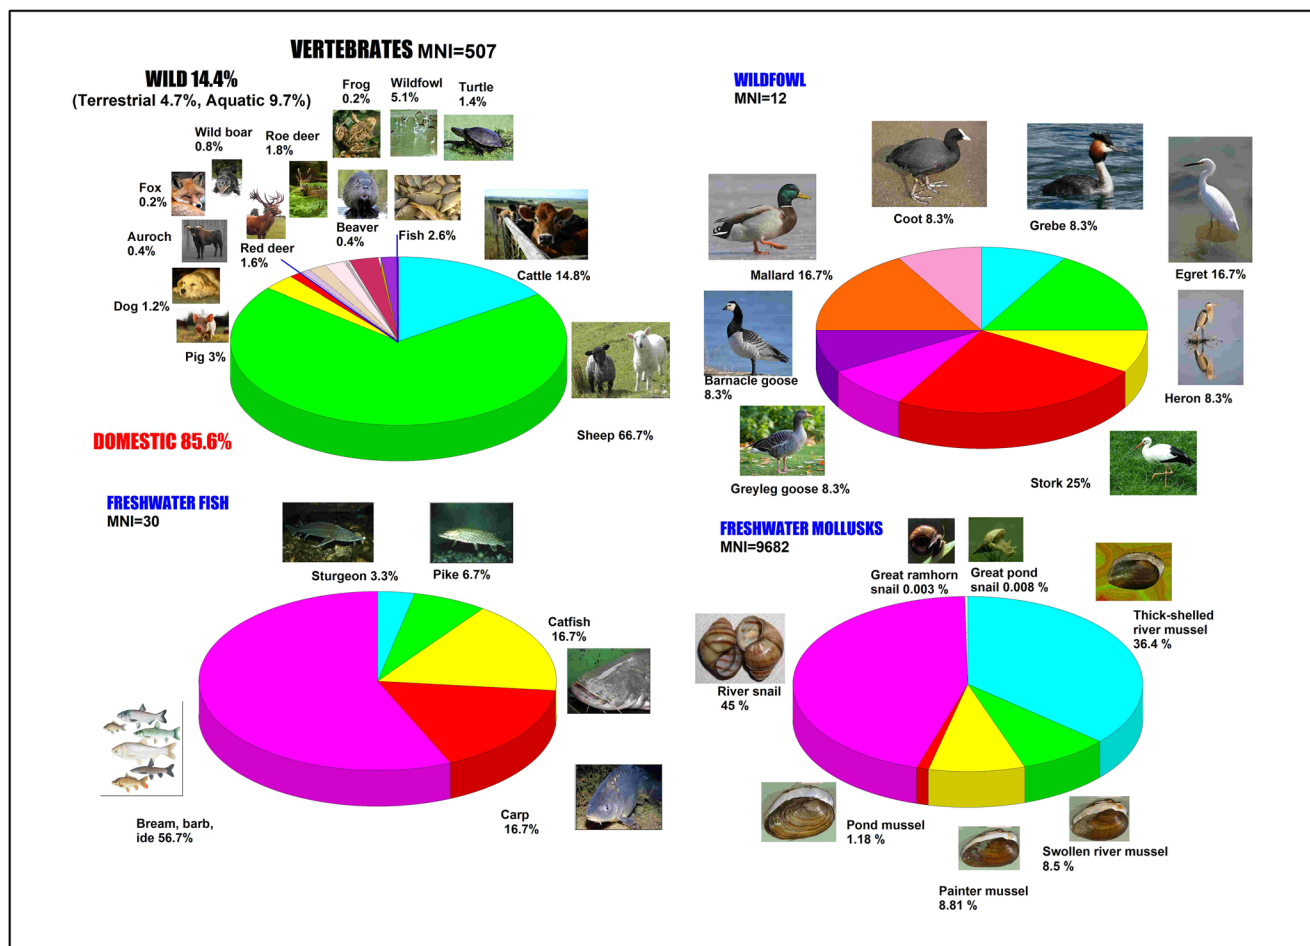 VERTEBRATES MNI=507
WILD 14.4%
(Terrestrial 4.7%, Aquatic 9.7%)
Frog
0.2%
Wildfowl
5.1%
Turtle
1.4%
Wild boar
0.8%
Roe deer
1.8%
Fox
0.2%
Auroch
0.4%
Red deer
1.6%
Beaver
0.4%
Fish 2.6%
Cattle 14.8%
Dog 1.2%
Pig 3%
Sheep 66.7%
DOMESTIC 85.6%
WILDFOWL
MNI=12
Coot 8.3%
Grebe 8.3%
Mallard 16.7%
Egret 16.7%
Barnacle goose
8.3%
Heron 8.3%
Greyleg goose 8.3%
Stork 25%
FRESHWATER FISH
MNI=30
Sturgeon 3.3%
Pike 6.7%
Catfish
16.7%
Carp
16.7%
Bream, barb,
ide 56.7%
FRESHWATER MOLLUSKS
MNI=9682
Great ramhorn
snail 0.003 %
Great pond
snail 0.008 %
Thick-shelled
river mussel
36.4 %
River snail
45 %
Pond mussel
1.18 %
Swollen river mussel
8.5 %
Painter mussel
8.81 %